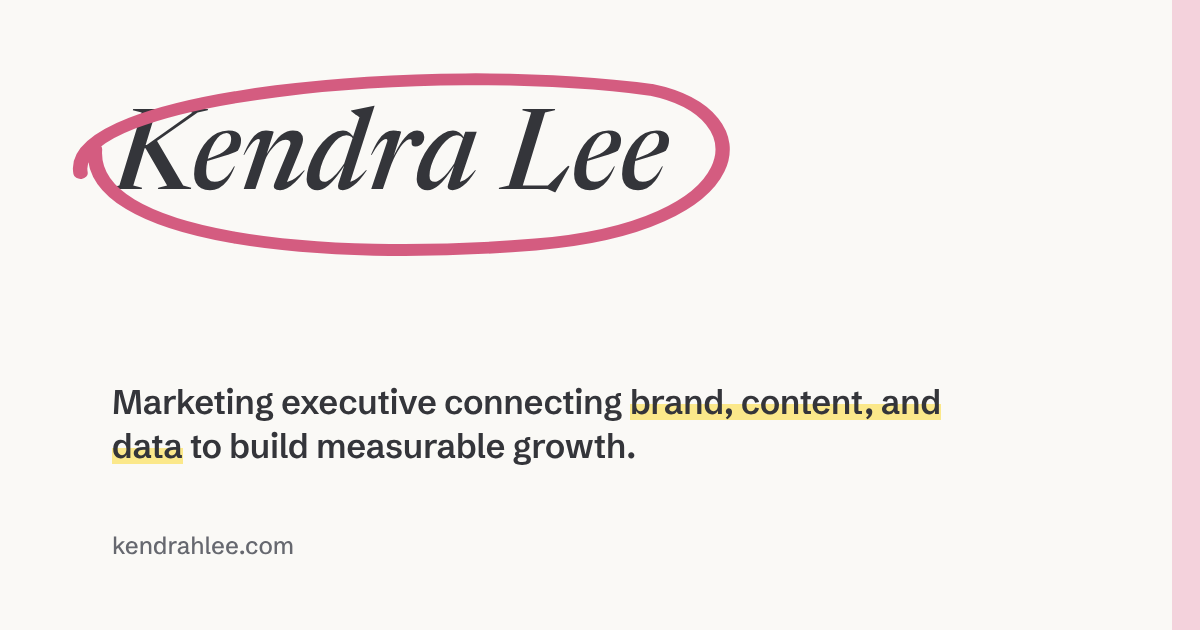 Kendra Lee
Marketing executive connecting brand, content, and
data to build measurable growth.
kendrahlee.com